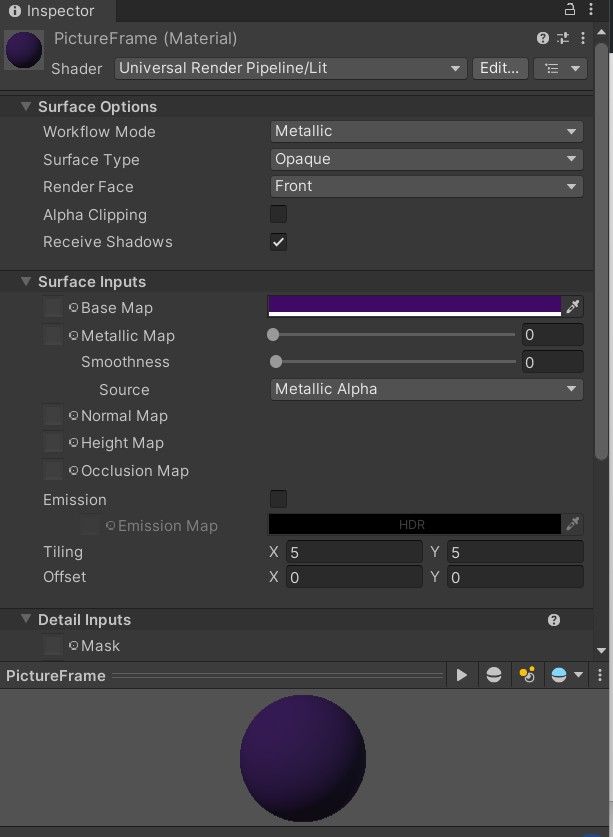 Inspector
PictureFrame (Material)
Shader Universal Render Pipeline/Lit Edit...
Surface Options
Workflow Mode Metallic
Surface Type Opaque
Render Face Front
Alpha Clipping
Receive Shadows
Surface Inputs
Base Map
Metallic Map 0
Smoothness 0
Source Metallic Alpha
Normal Map
Height Map
Occlusion Map
Emission
Emission Map HDR
Tiling X 5 Y 5
Offset X 0 Y 0
Detail Inputs
Mask
PictureFrame